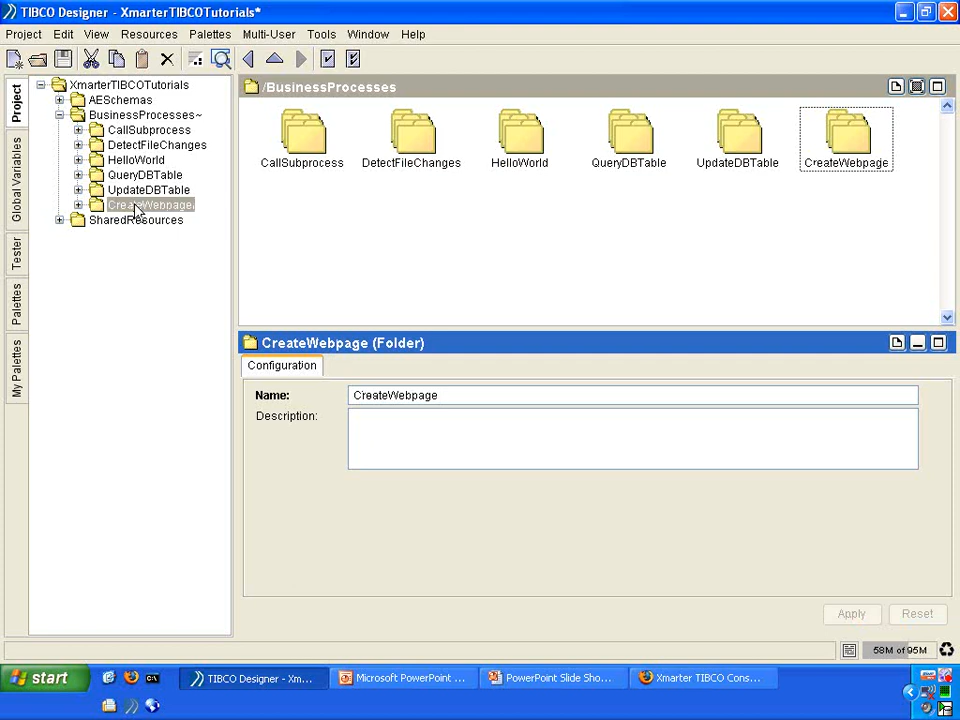 TIBCO Designer - XmarterTIBCOTutorials*
Project Edit View Resources Palettes Multi-User Tools Window Help
Project
Global Variables
Tester
Palettes
My Palettes
XmarterTIBCOTutorials
AESchemas
BusinessProcesses~
CallSubprocess
DetectFileChanges
HelloWorld
QueryDBTable
UpdateDBTable
CreateWebpage
SharedResources
/BusinessProcesses
CallSubprocess DetectFileChanges HelloWorld QueryDBTable UpdateDBTable CreateWebpage
CreateWebpage (Folder)
Configuration
Name: CreateWebpage
Description:
Apply Reset
58M of 95M
start TIBCO Designer - Xm... Microsoft PowerPoint ... PowerPoint Slide Sho... Xmarter TIBCO Cons...